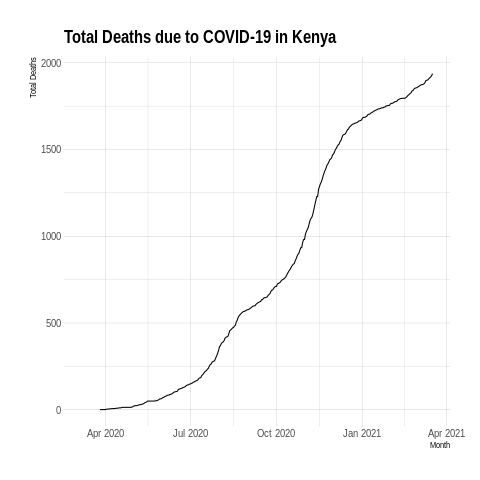 Total Deaths due to COVID-19 in Kenya
Total Deaths
2000
1500
1000
500
0
Apr 2020 Jul 2020 Oct 2020 Jan 2021 Apr 2021
Month